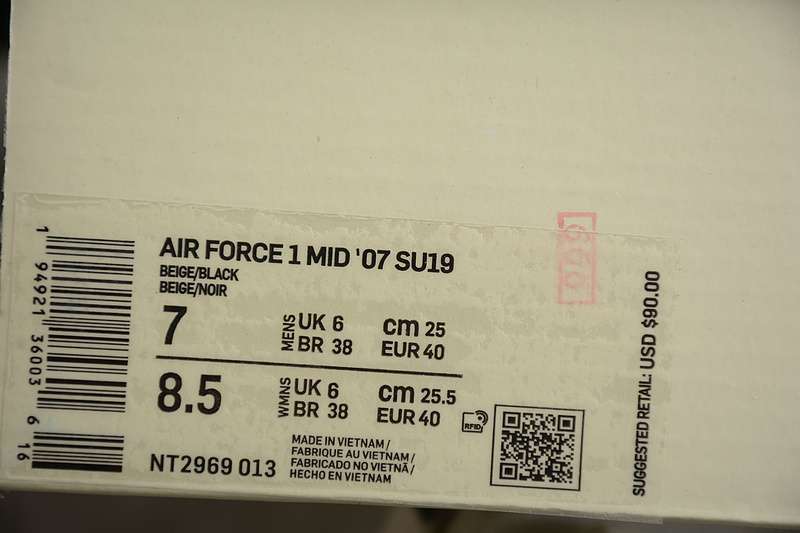 AIR FORCE 1 MID '07 SU19
BEIGE/BLACK
BEIGE/NOIR
7
MENS
UK 6
cm 25
BR 38
EUR 40
8.5
WMNS
UK 6
cm 25.5
BR 38
EUR 40
RFID
NT2969 013
MADE IN VIETNAM /
FABRIQUE AU VIETNAM /
FABRICADO NO VIETNÃ /
HECHO EN VIETNAM
SUGGESTED RETAIL: USD $90.00
1 94921 36003 6 16